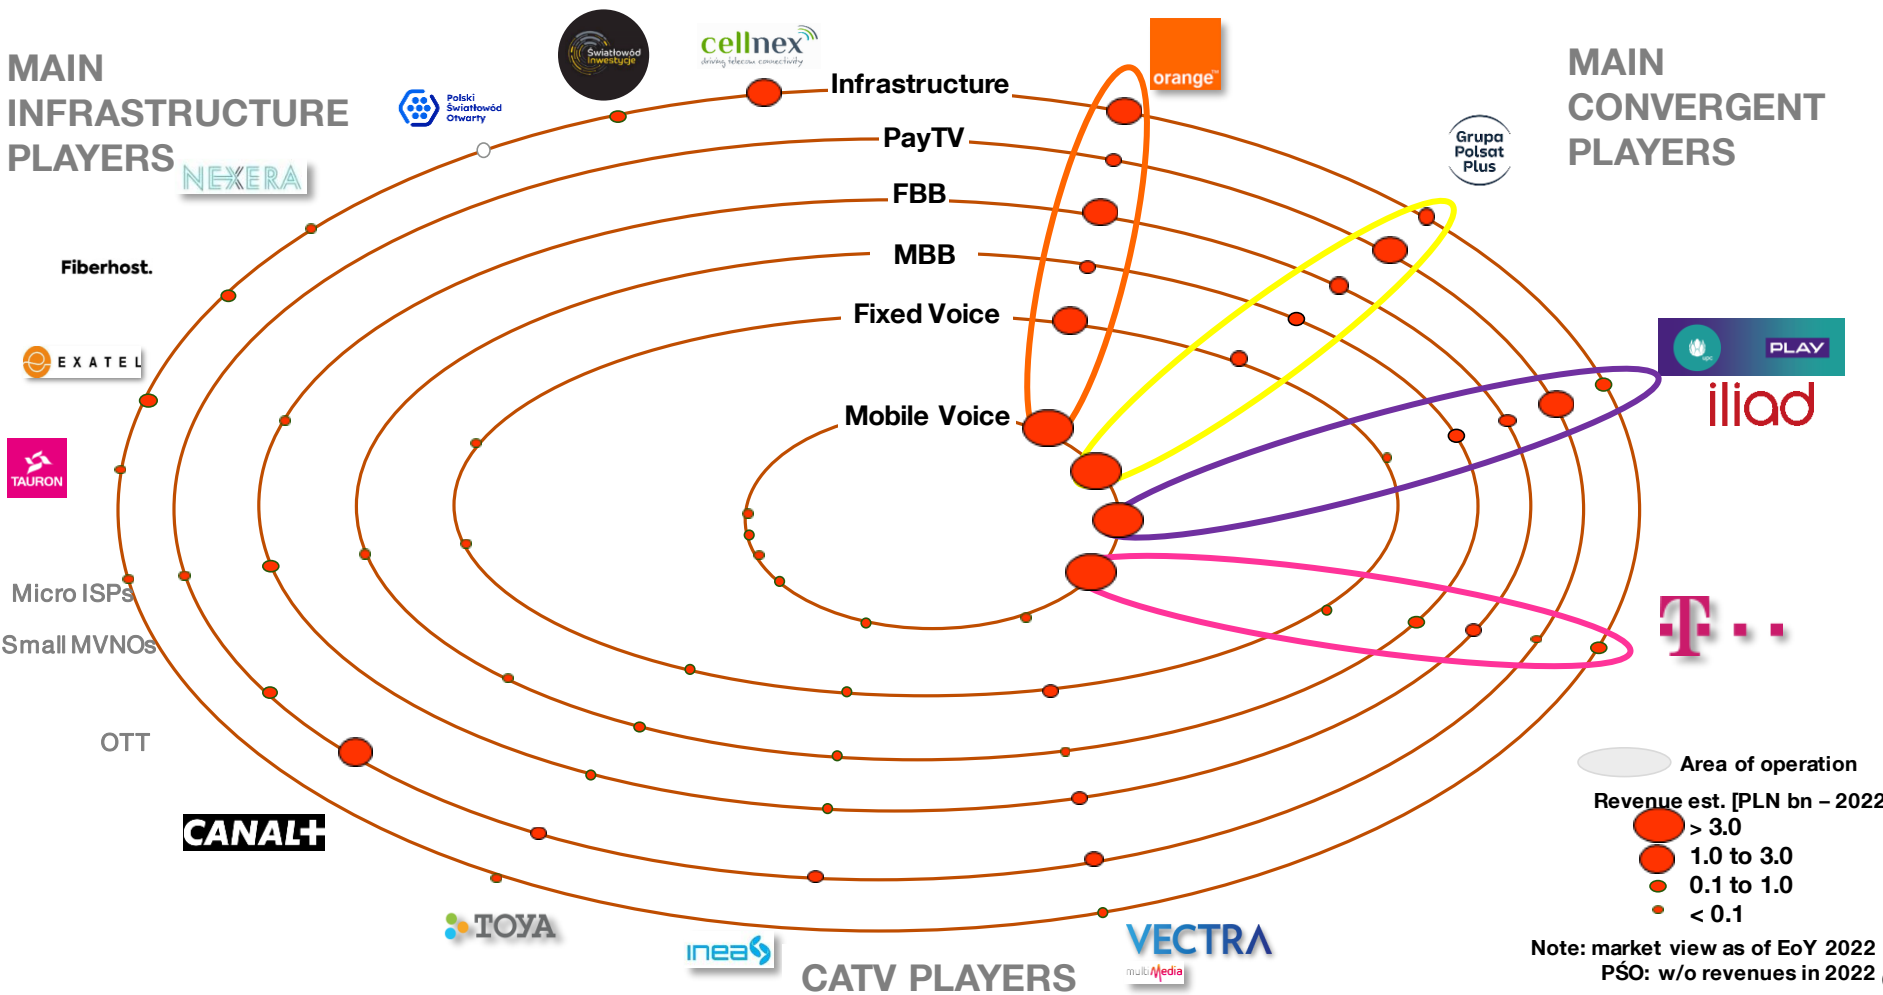 MAIN
INFRASTRUCTURE
PLAYERS
Światłowód
Inwestycje
cellnex
driving telecom connectivity
orange™
MAIN
CONVERGENT
PLAYERS
Polski
Światłowód
Otwarty
NEXERA
Infrastructure
PayTV
FBB
MBB
Fixed Voice
Mobile Voice
Grupa
Polsat
Plus
Fiberhost.
EXATEL
TAURON
upc
PLAY
iliad
Micro ISPs
Small MVNOs
OTT
T
CANAL+
TOYA
inea
VECTRA
multiMedia
CATV PLAYERS
Area of operation
Revenue est. [PLN bn – 2022
> 3.0
1.0 to 3.0
0.1 to 1.0
< 0.1
Note: market view as of EoY 2022
PŚO: w/o revenues in 2022